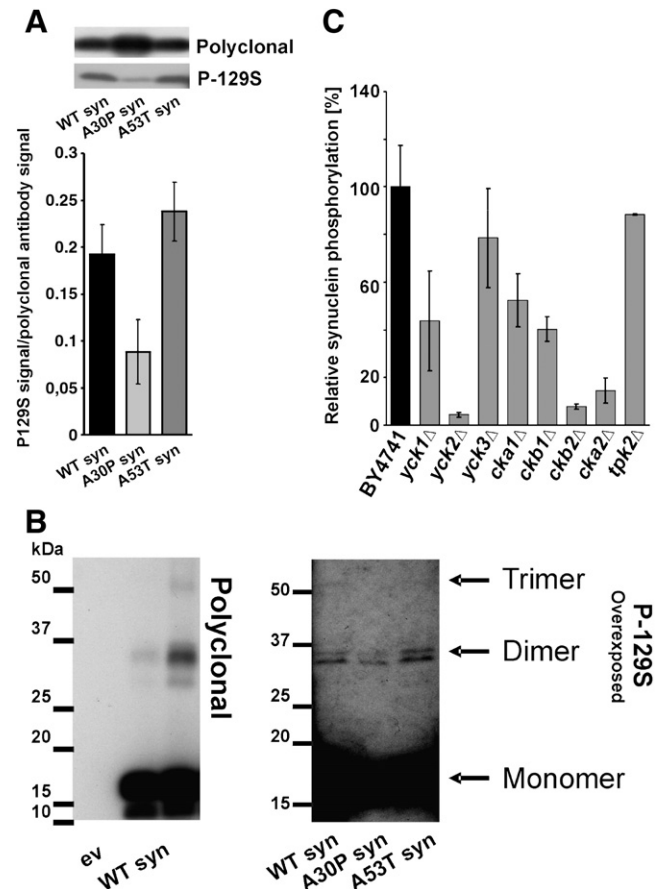 A
Polyclonal
P-129S
WT syn
A30P syn
A53T syn
P129S signal/polyclonal antibody signal
0.3
0.25
0.2
0.15
0.1
0,05
0
WT syn
A30P syn
A53T syn
C
Relative synuclein phosphorylation [%]
140
100
60
20
0
BY4741
yck1Δ
yck2Δ
yck3Δ
cka1Δ
ckb1Δ
ckb2Δ
cka2Δ
tpk2Δ
B
kDa
50
37
25
20
15
10
ev
WT syn
Polyclonal
50
37
25
20
15
WT syn
A30P syn
A53T syn
Trimer
Dimer
Monomer
P-129S
Overexposed